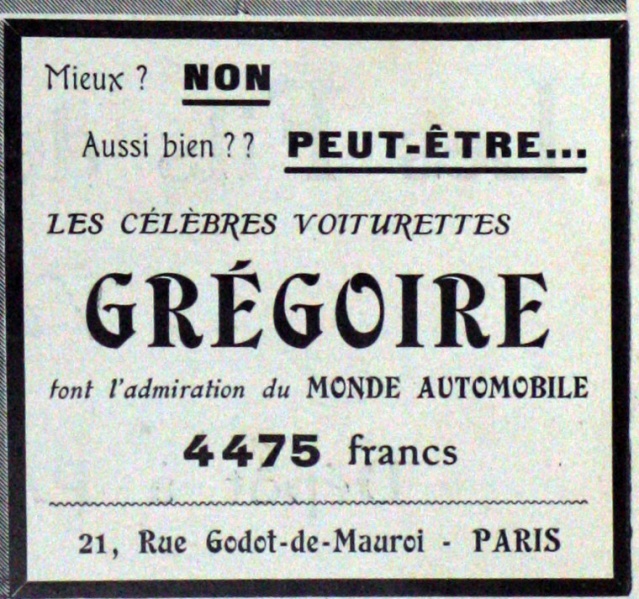 Mieux ? NON
Aussi bien ?? PEUT-ÊTRE...
LES CÉLÈBRES VOITURETTES
GRÉGOIRE
font l'admiration du MONDE AUTOMOBILE
4475 francs
21, Rue Godot-de-Mauroi - PARIS